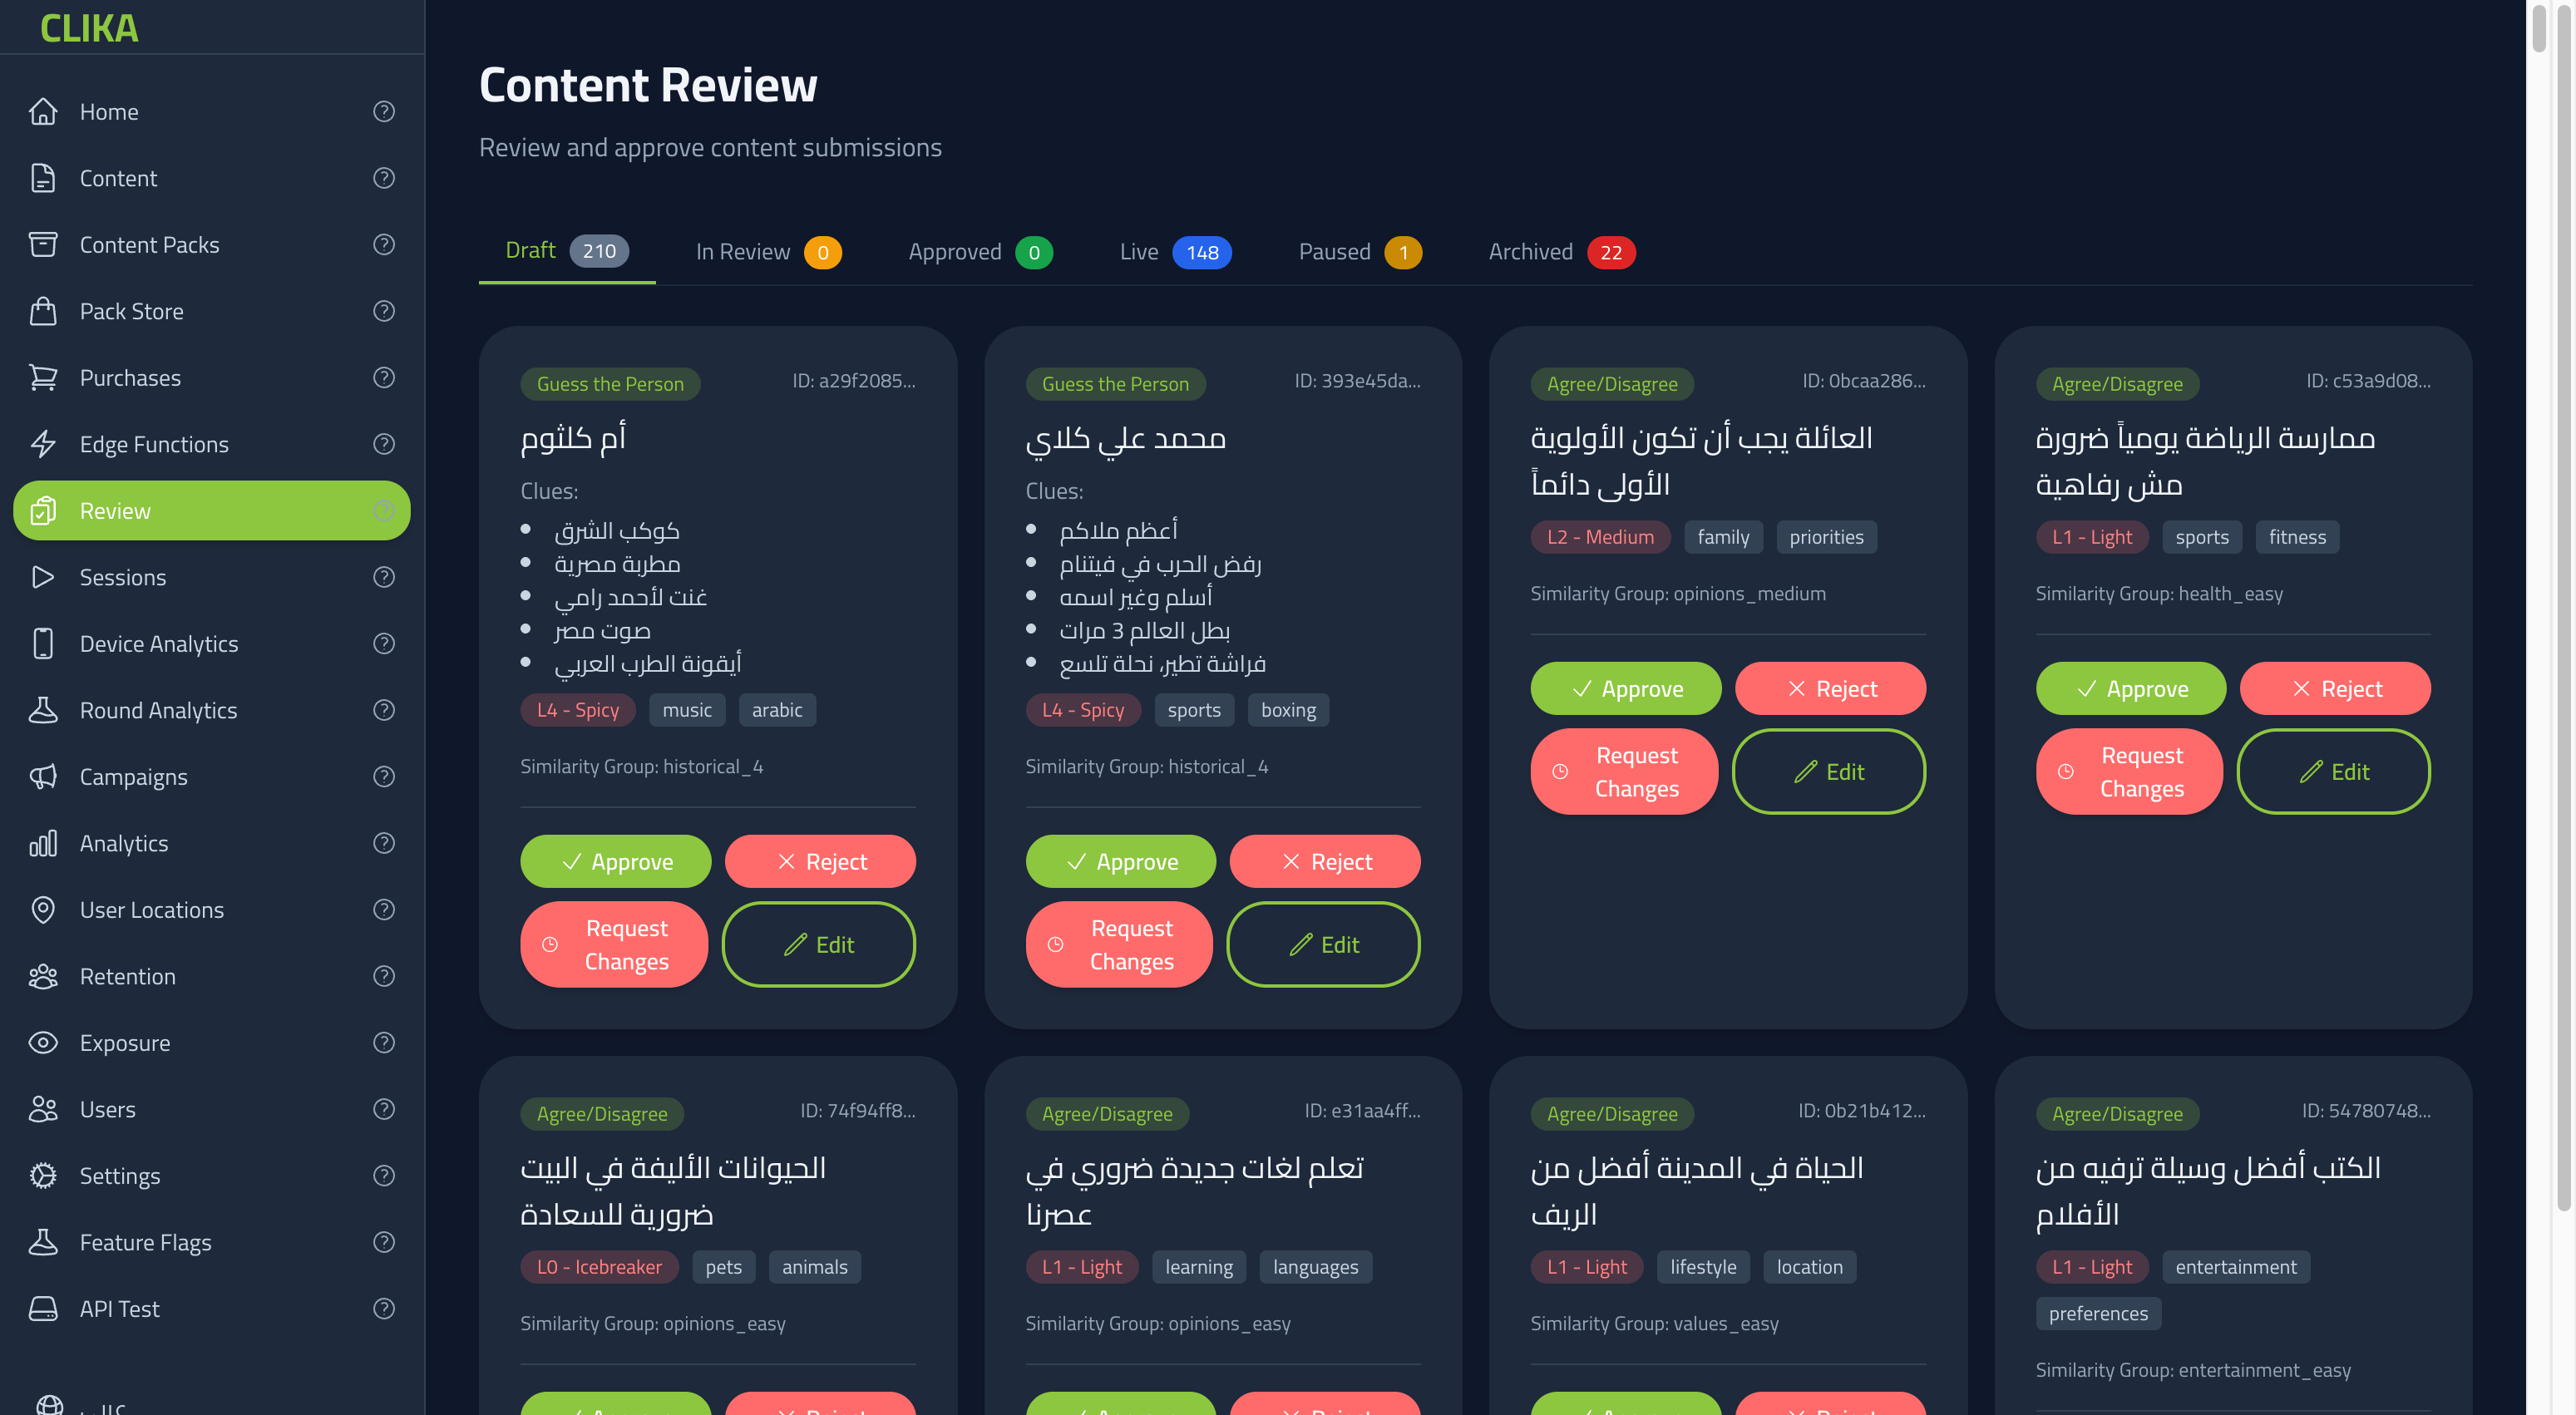 CLIKA
Home
Content
Content Packs
Pack Store
Purchases
Edge Functions
Review
Sessions
Device Analytics
Round Analytics
Campaigns
Analytics
User Locations
Retention
Exposure
Users
Settings
Feature Flags
API Test
Content Review
Review and approve content submissions
Draft 210 In Review 0 Approved 0 Live 148 Paused 1 Archived 22
Guess the Person ID: a29f2085...
أم كلثوم
Clues:
كوكب الشرق
مطربة مصرية
غنت لأحمد رامي
صوت مصر
أيقونة الطرب العربي
L4 - Spicy music arabic
Similarity Group: historical_4
Approve Reject
Request
Changes
Edit
Guess the Person ID: 393e45da...
محمد علي كلاي
Clues:
أعظم ملاكم
رفض الحرب في فيتنام
أسلم وغير اسمه
بطل العالم 3 مرات
فراشة تطير، نحلة تلسع
L4 - Spicy sports boxing
Similarity Group: historical_4
Approve Reject
Request
Changes
Edit
Agree/Disagree ID: 0bcaa286...
العائلة يجب أن تكون الأولوية
الأولى دائماً
L2 - Medium family priorities
Similarity Group: opinions_medium
Approve Reject
Request
Changes
Edit
Agree/Disagree ID: c53a9d08...
ممارسة الرياضة يومياً ضرورة
مش رفاهية
L1 - Light sports fitness
Similarity Group: health_easy
Approve Reject
Request
Changes
Edit
Agree/Disagree ID: 74f94ff8...
الحيوانات الأليفة في البيت
ضرورية للسعادة
L0 - Icebreaker pets animals
Similarity Group: opinions_easy
Agree/Disagree ID: e31aa4ff...
تعلم لغات جديدة ضروري في
عصرنا
L1 - Light learning languages
Similarity Group: opinions_easy
Agree/Disagree ID: 0b21b412...
الحياة في المدينة أفضل من
الريف
L1 - Light lifestyle location
Similarity Group: values_easy
Agree/Disagree ID: 54780748...
الكتب أفضل وسيلة ترفيه من
الأفلام
L1 - Light entertainment
preferences
Similarity Group: entertainment_easy